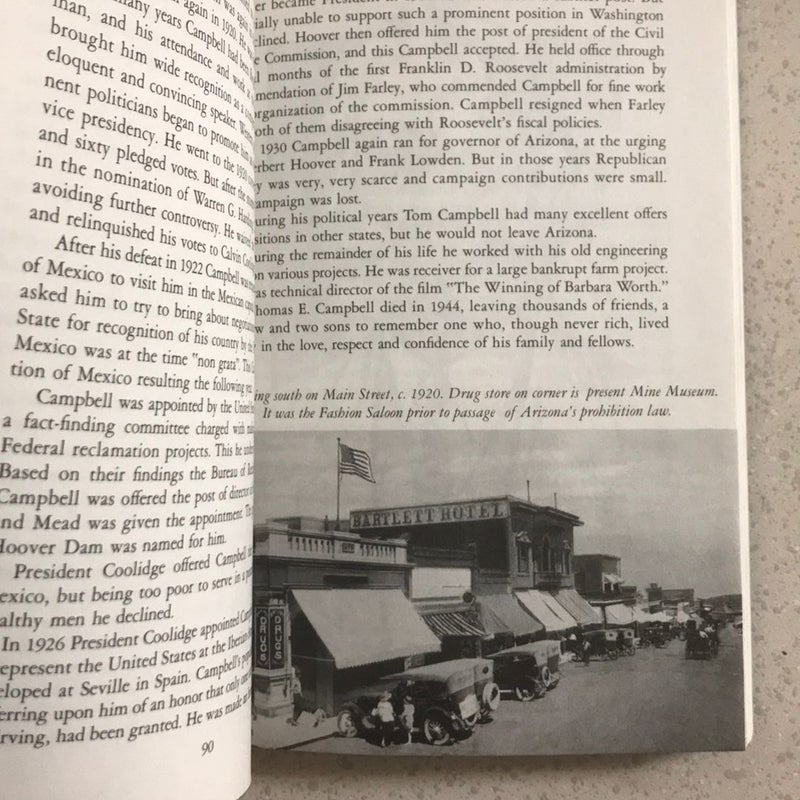 again in 1920. He
many years Campbell had been
man, and his attendance and work
brought him wide recognition as a
eloquent and convincing speaker.
nent politicians began to promote him
vice presidency. He went to the 1920
and sixty pledged votes. But after the
in the nomination of Warren G.
avoiding further controversy. He
and relinquished his votes to Calvin
After his defeat in 1922 Campbell was
of Mexico to visit him in the Mexican
asked him to try to bring about
State for recognition of his country by the
Mexico was at the time "non grata".
tion of Mexico resulting the following
Campbell was appointed by the United
a fact-finding committee charged with
Federal reclamation projects. This he
Based on their findings the Bureau of
Campbell was offered the post of director
nd Mead was given the appointment.
Hoover Dam was named for him.
President Coolidge offered Campbell
exico, but being too poor to serve in a
althy men he declined.
In 1926 President Coolidge appointed
epresent the United States at the
eloped at Seville in Spain. Campbell's
erring upon him of an honor that only
rving, had been granted. He was made
90
er became President
ially unable to support such a prominent position in Washington
clined. Hoover then offered him the post of president of the Civil
e Commission, and this Campbell accepted. He held office through
l months of the first Franklin D. Roosevelt administration by
mendation of Jim Farley, who commended Campbell for fine work
organization of the commission. Campbell resigned when Farley
oth of them disagreeing with Roosevelt's fiscal policies.
1930 Campbell again ran for governor of Arizona, at the urging
erbert Hoover and Frank Lowden. But in those years Republican
y was very, very scarce and campaign contributions were small.
ampaign was lost.
uring his political years Tom Campbell had many excellent offers
sitions in other states, but he would not leave Arizona.
uring the remainder of his life he worked with his old engineering
on various projects. He was receiver for a large bankrupt farm project.
as technical director of the film "The Winning of Barbara Worth."
homas E. Campbell died in 1944, leaving thousands of friends, a
w and two sons to remember one who, though never rich, lived
in the love, respect and confidence of his family and fellows.
ing south on Main Street, c. 1920. Drug store on corner is present Mine Museum.
It was the Fashion Saloon prior to passage of Arizona's prohibition law.
BARTLETT HOTEL
DRUGS
DRUGS